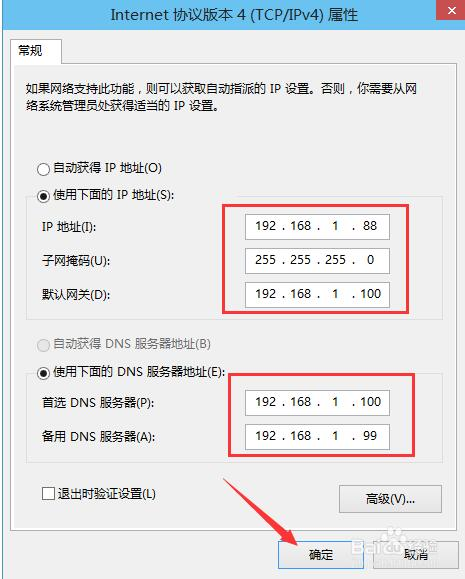 Internet 协议版本 4 (TCP/IPv4) 属性
常规
如果网络支持此功能，则可以获取自动指派的 IP 设置。否则，你需要从网
络系统管理员处获得适当的 IP 设置。
自动获得 IP 地址(O)
使用下面的 IP 地址(S):
IP 地址(I): 192 . 168 . 1 . 88
子网掩码(U): 255 . 255 . 255 . 0
默认网关(D): 192 . 168 . 1 . 100
自动获得 DNS 服务器地址(B)
使用下面的 DNS 服务器地址(E):
首选 DNS 服务器(P): 192 . 168 . 1 . 100
备用 DNS 服务器(A): 192 . 168 . 1 . 99
退出时验证设置(L)
高级(V)...
确定 取消
Baidu 经验